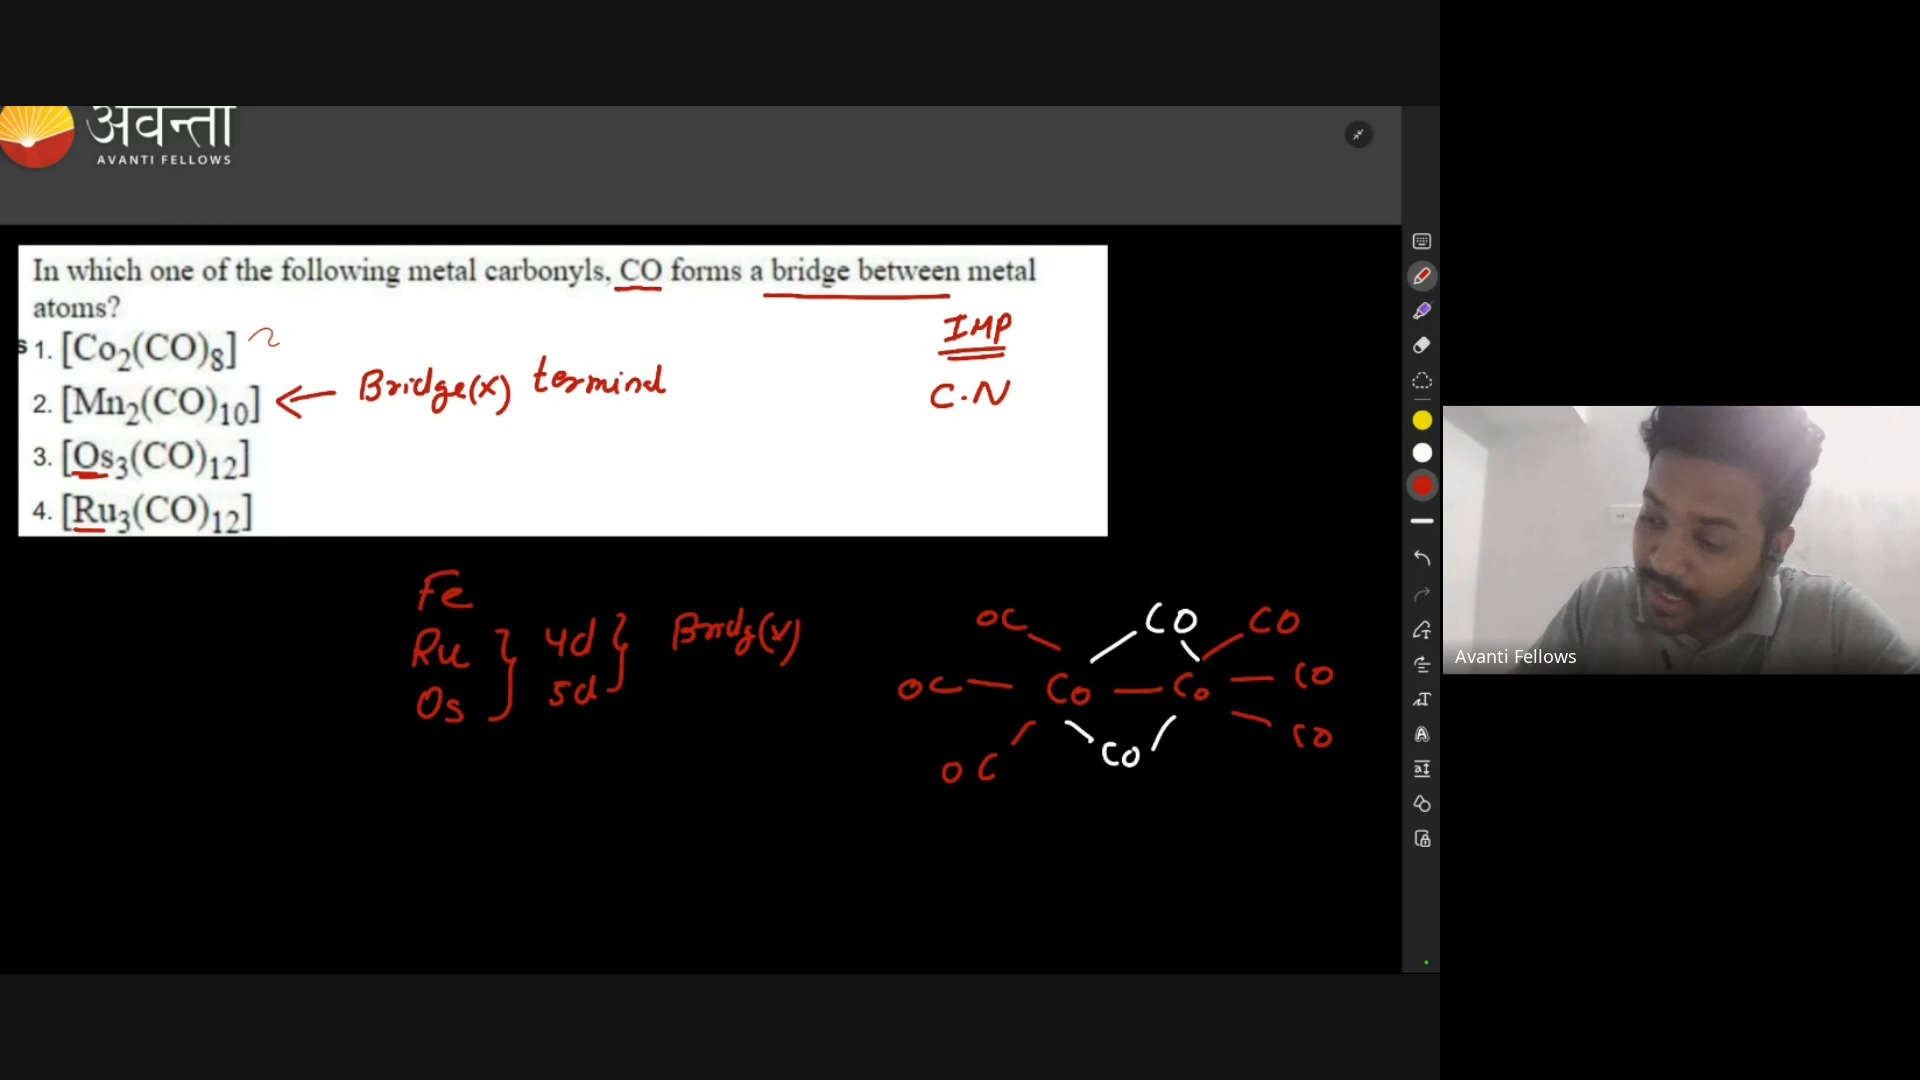 अवन्ती
AVANTI FELLOWS
In which one of the following metal carbonyls, CO forms a bridge between metal
atoms?
IMP
s 1. [Co₂(CO)₈]
2. [Mn₂(CO)₁₀] ← Bridge(x) terminal
C.N
3. [Os₃(CO)₁₂]
4. [Ru₃(CO)₁₂]
Fe
Ru } 4d } Bridg(x)
Os 5d
OC CO CO
OC — Co — Co — CO
OC CO CO
Avanti Fellows